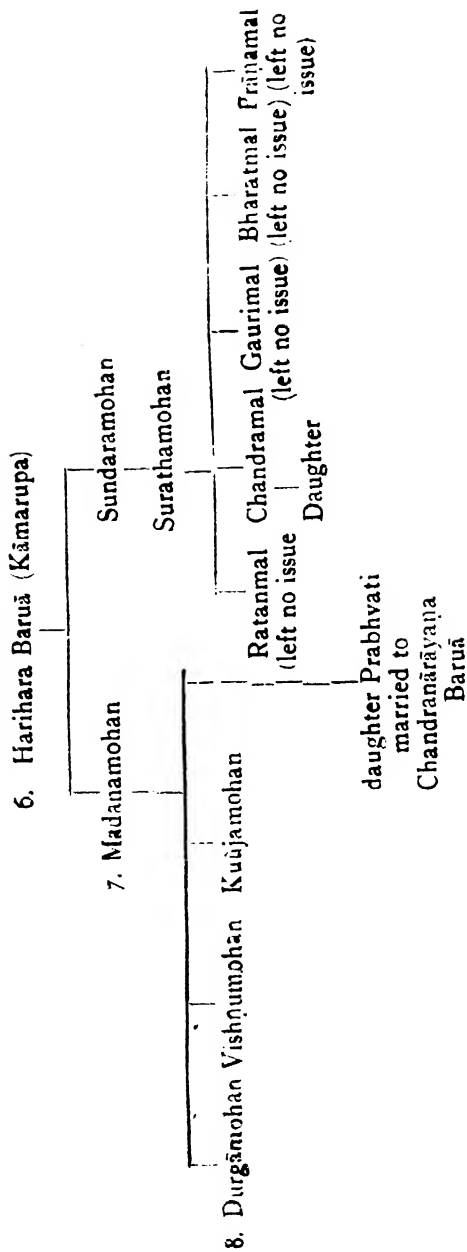 6. Harihara Baruā (Kāmarupa)
7. Madanamohan
Sundaramohan
Surathamohan
8. Durgāmohan Vishṇumohan Kuùjamohan
daughter Prabhvati
married to
Chandranārāyaṇa
Baruā
Ratanmal Chandramal Gaurimal Bharatmal Prāṇamal
(left no issue
Daughter
(left no issue) (left no issue) (left no
issue)